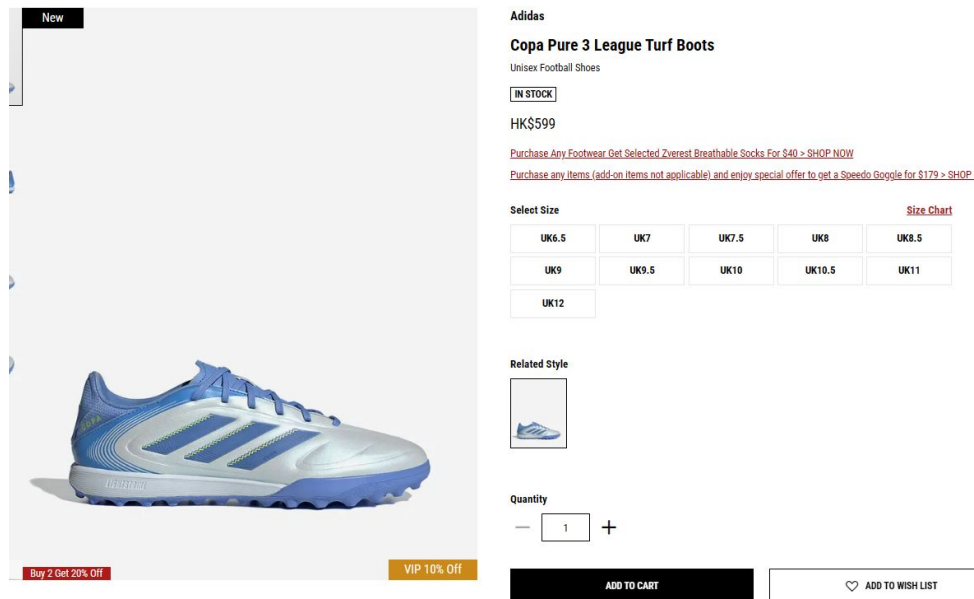 New
Adidas
Copa Pure 3 League Turf Boots
Unisex Football Shoes
IN STOCK
HK$599
Purchase Any Footwear Get Selected Zverest Breathable Socks For $40 > SHOP NOW
Purchase any items (add-on items not applicable) and enjoy special offer to get a Speedo Goggle for $179 > SHOP
Select Size
Size Chart
UK6.5 UK7 UK7.5 UK8 UK8.5
UK9 UK9.5 UK10 UK10.5 UK11
UK12
Related Style
COPA
Quantity
1
Buy 2 Get 20% Off
VIP 10% Off
ADD TO CART
ADD TO WISH LIST